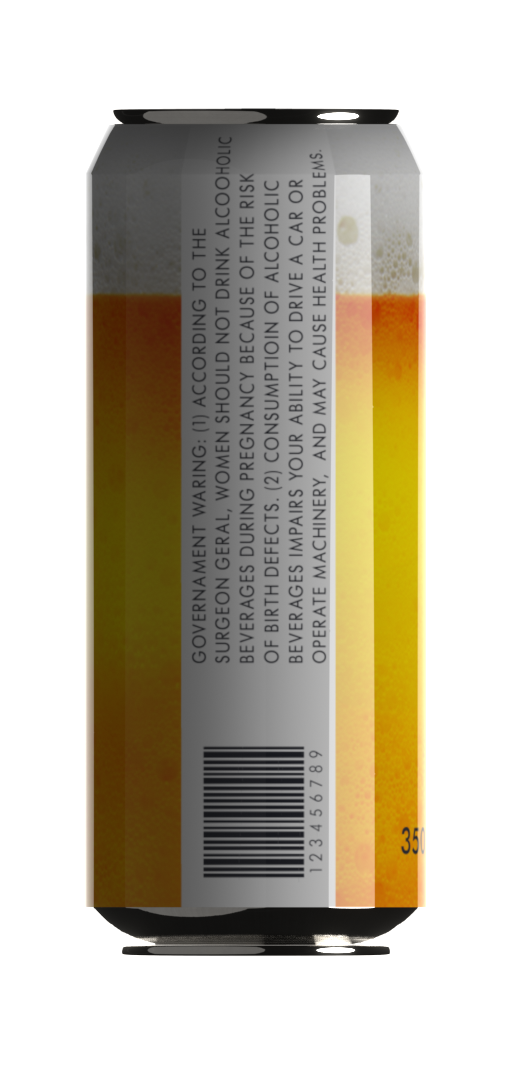 GOVERNAMENT WARING: (1) ACCORDING TO THE
SURGEON GERAL, WOMEN SHOULD NOT DRINK ALCOOHOLIC
BEVERAGES DURING PREGNANCY BECAUSE OF THE RISK
OF BIRTH DEFECTS. (2) CONSUMPTIOIN OF ALCOHOLIC
BEVERAGES IMPAIRS YOUR ABILITY TO DRIVE A CAR OR
OPERATE MACHINERY, AND MAY CAUSE HEALTH PROBLEMS.
123456789
350